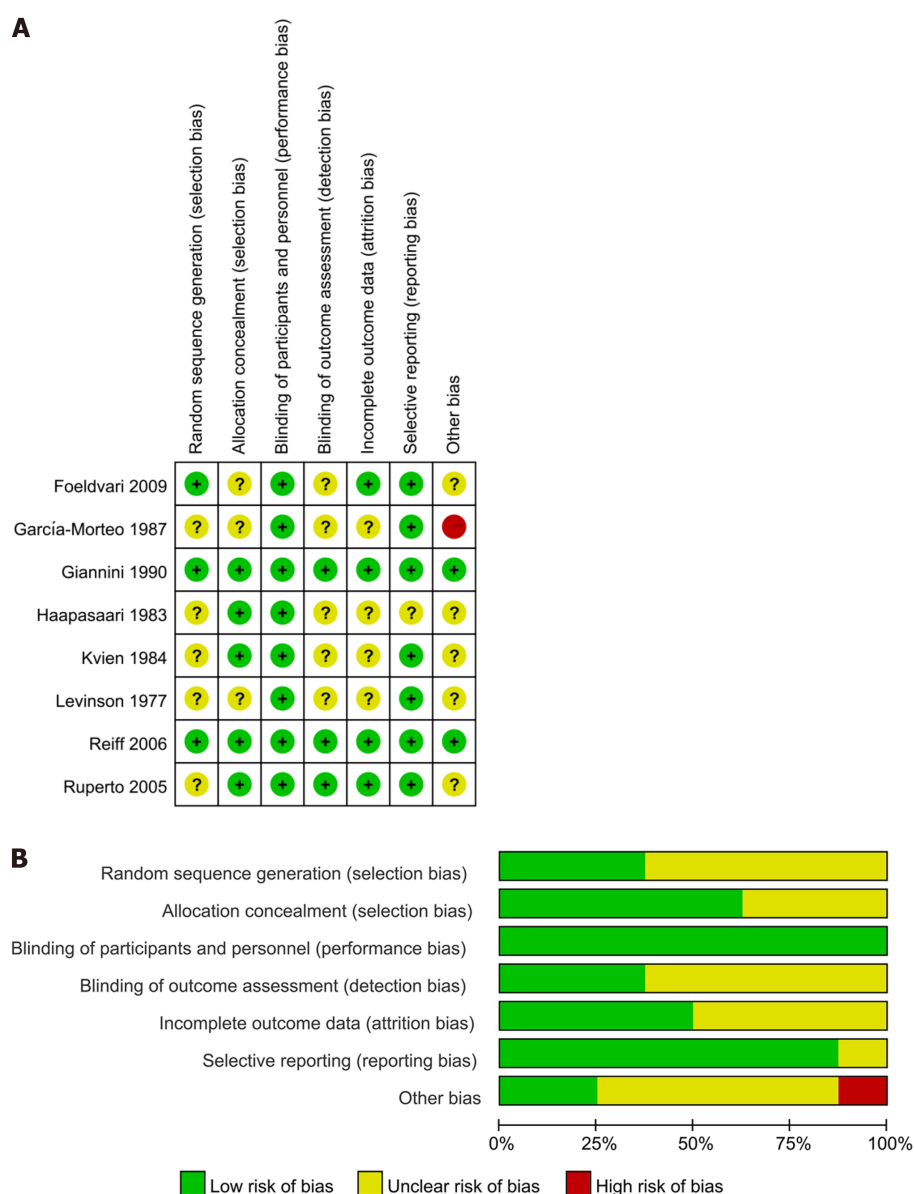 A
Random sequence generation (selection bias)
Allocation concealment (selection bias)
Blinding of participants and personnel (performance bias)
Blinding of outcome assessment (detection bias)
Incomplete outcome data (attrition bias)
Selective reporting (reporting bias)
Other bias
Foeldvari 2009 + ? + ? + + ?
García-Morteo 1987 ? ? + ? ? + -
Giannini 1990 + + + + + + +
Haapasaari 1983 ? + + ? ? ? ?
Kvien 1984 ? + + ? ? + ?
Levinson 1977 ? ? + ? ? + ?
Reiff 2006 + + + + + + +
Ruperto 2005 ? + + + + + ?
B
Random sequence generation (selection bias)
Allocation concealment (selection bias)
Blinding of participants and personnel (performance bias)
Blinding of outcome assessment (detection bias)
Incomplete outcome data (attrition bias)
Selective reporting (reporting bias)
Other bias
0% 25% 50% 75% 100%
Low risk of bias Unclear risk of bias High risk of bias